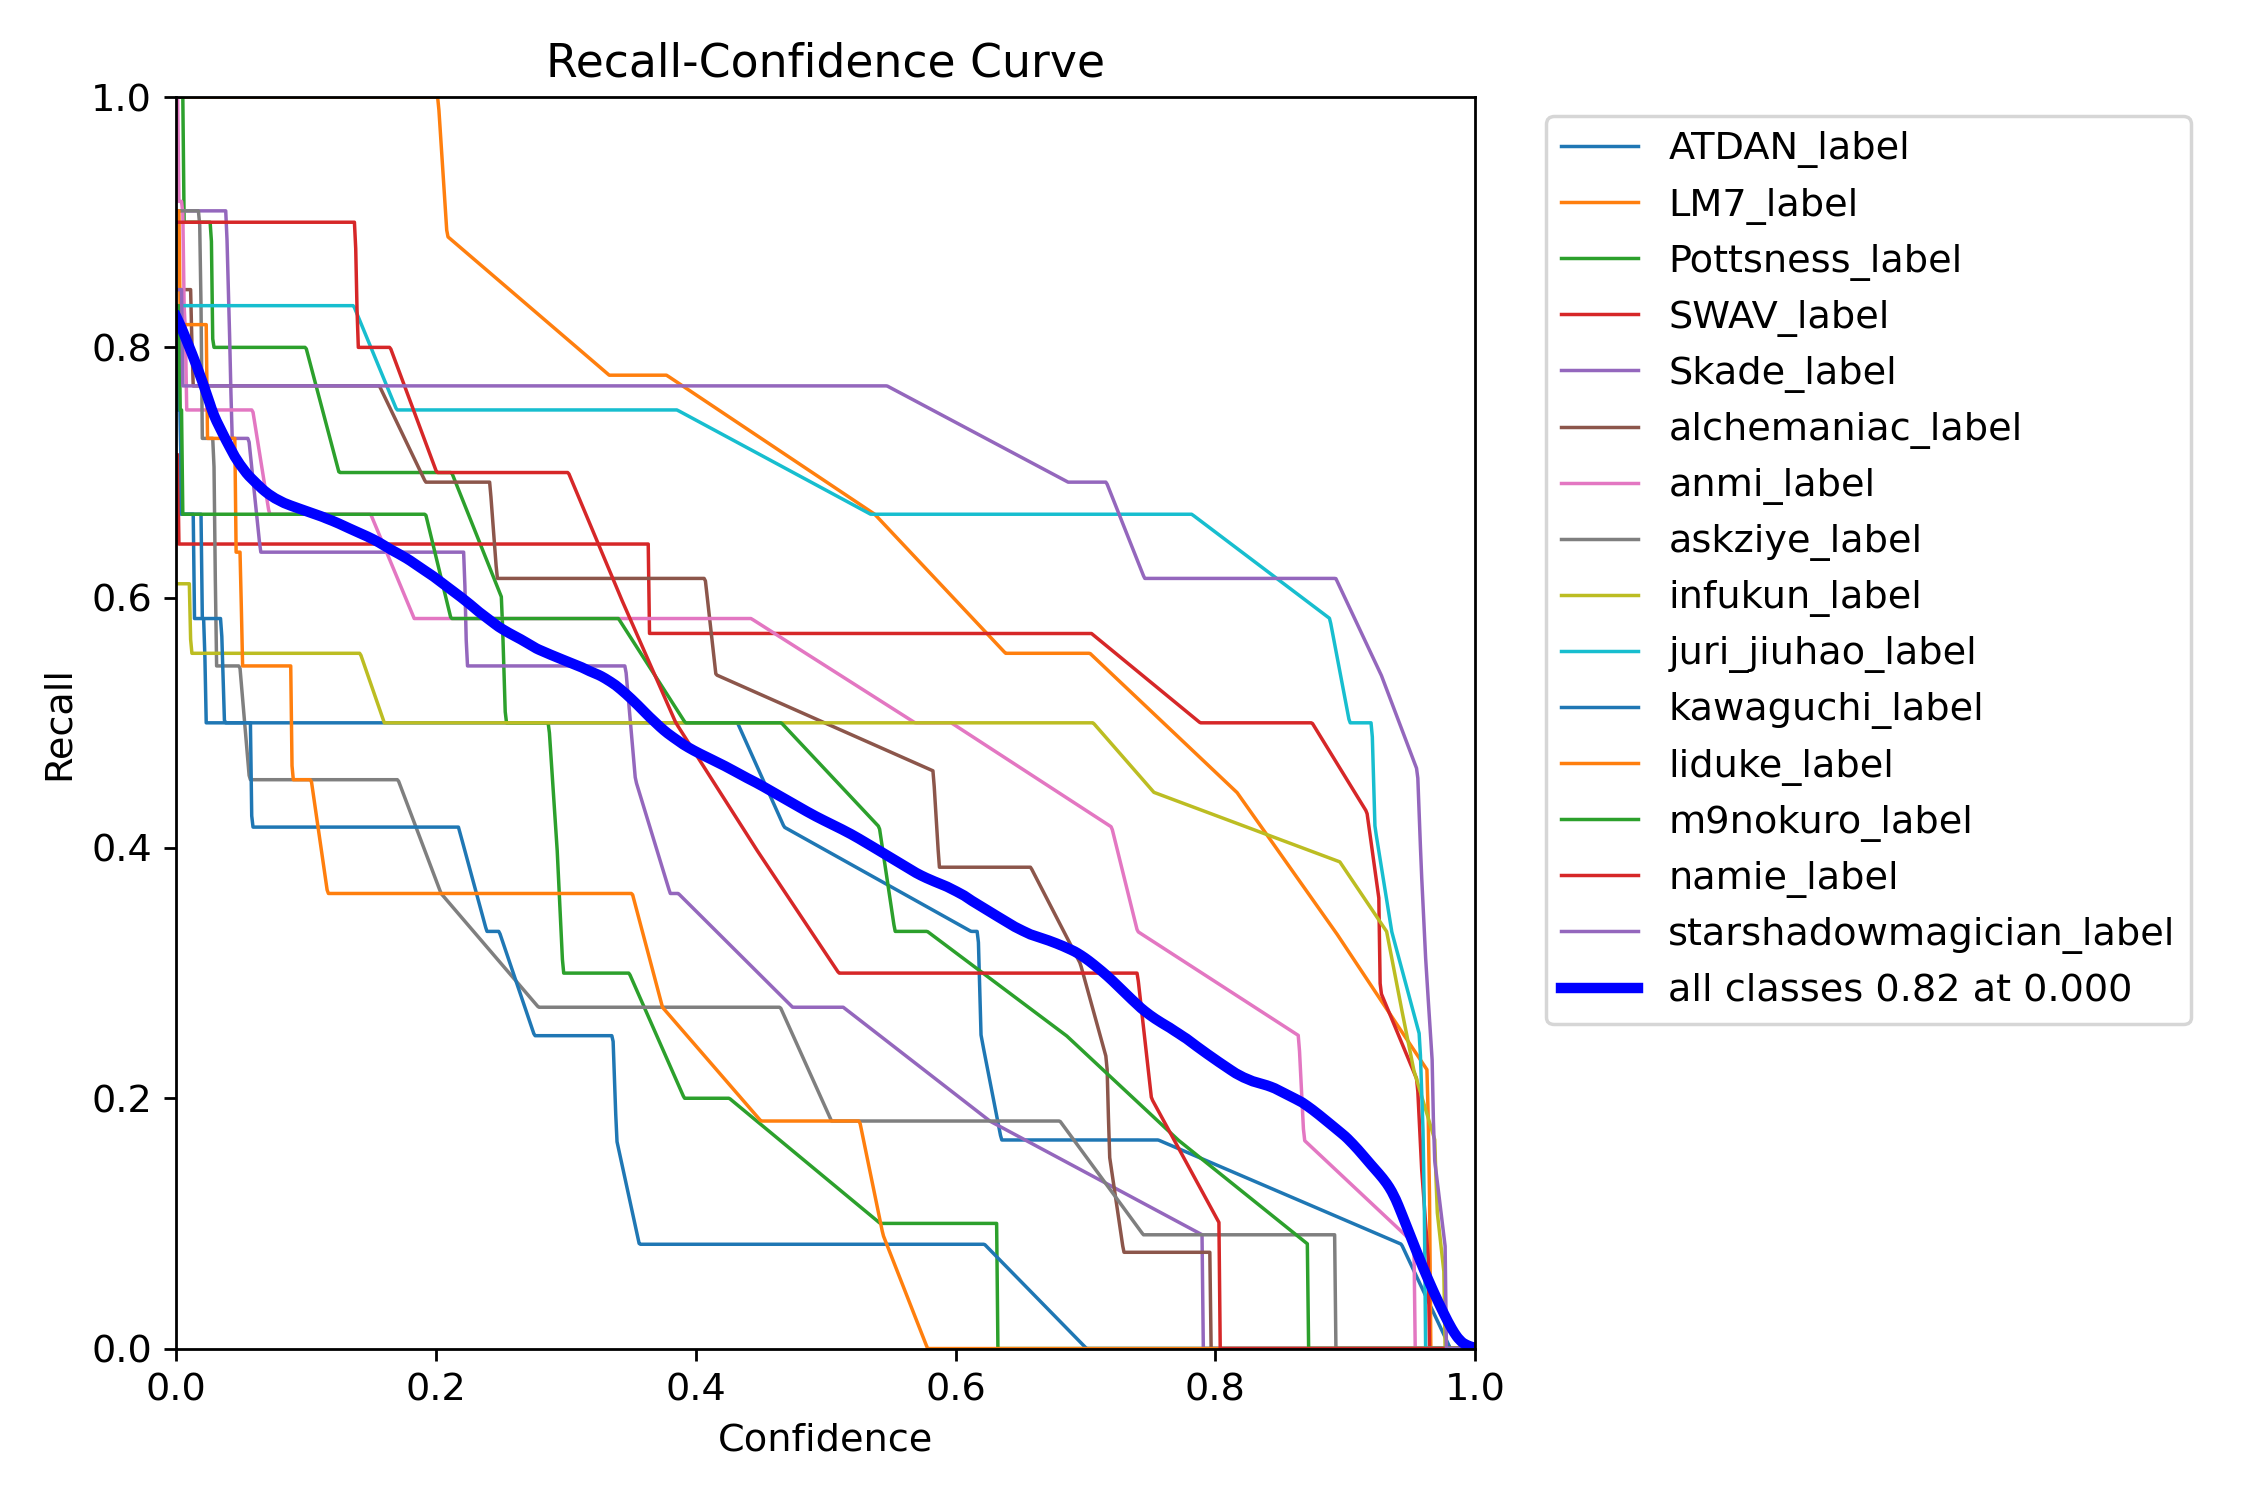 Recall-Confidence Curve
1.0
0.8
0.6
0.4
0.2
0.0
Recall
0.0 0.2 0.4 0.6 0.8 1.0
Confidence
ATDAN_label
LM7_label
Pottsness_label
SWAV_label
Skade_label
alchemaniac_label
anmi_label
askziye_label
infukun_label
juri_jiuhao_label
kawaguchi_label
liduke_label
m9nokuro_label
namie_label
starshadowmagician_label
all classes 0.82 at 0.000